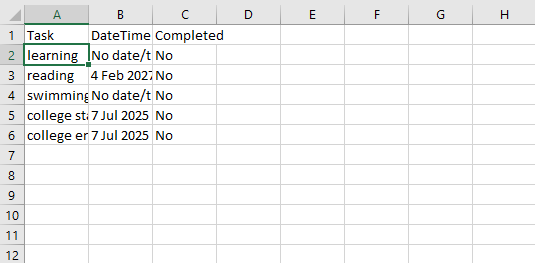 A B C D E F G H
1 Task DateTime Completed
2 learning No date/t No
3 reading 4 Feb 2027 No
4 swimming No date/t No
5 college sta 7 Jul 2025 No
6 college en 7 Jul 2025 No
7
8
9
10
11
12